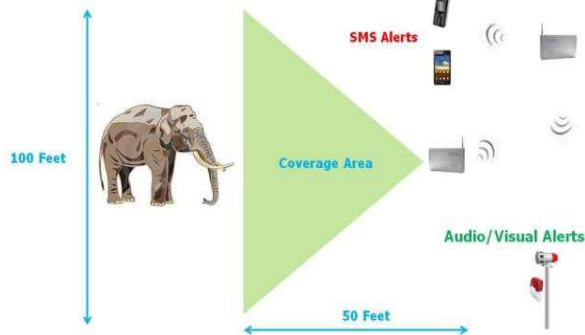 SMS Alerts
100 Feet
Coverage Area
Audio/Visual Alerts
50 Feet